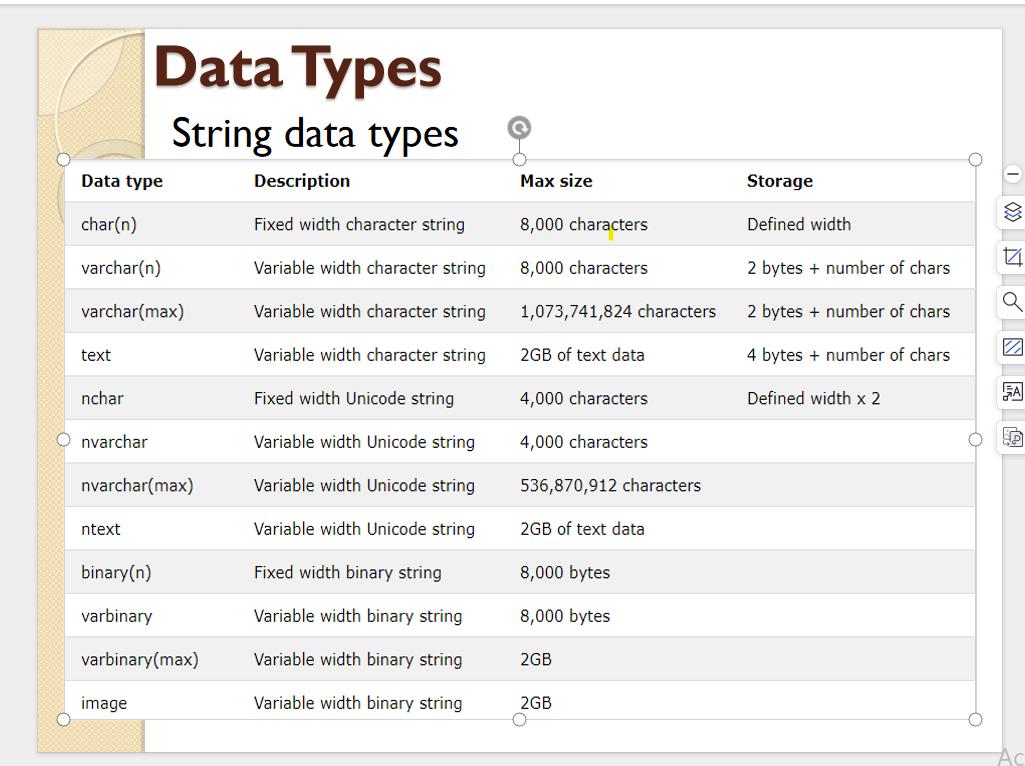 Data Types
String data types
Data type Description Max size Storage
char(n) Fixed width character string 8,000 characters Defined width
varchar(n) Variable width character string 8,000 characters 2 bytes + number of chars
varchar(max) Variable width character string 1,073,741,824 characters 2 bytes + number of chars
text Variable width character string 2GB of text data 4 bytes + number of chars
nchar Fixed width Unicode string 4,000 characters Defined width x 2
nvarchar Variable width Unicode string 4,000 characters
nvarchar(max) Variable width Unicode string 536,870,912 characters
ntext Variable width Unicode string 2GB of text data
binary(n) Fixed width binary string 8,000 bytes
varbinary Variable width binary string 8,000 bytes
varbinary(max) Variable width binary string 2GB
image Variable width binary string 2GB
Ac